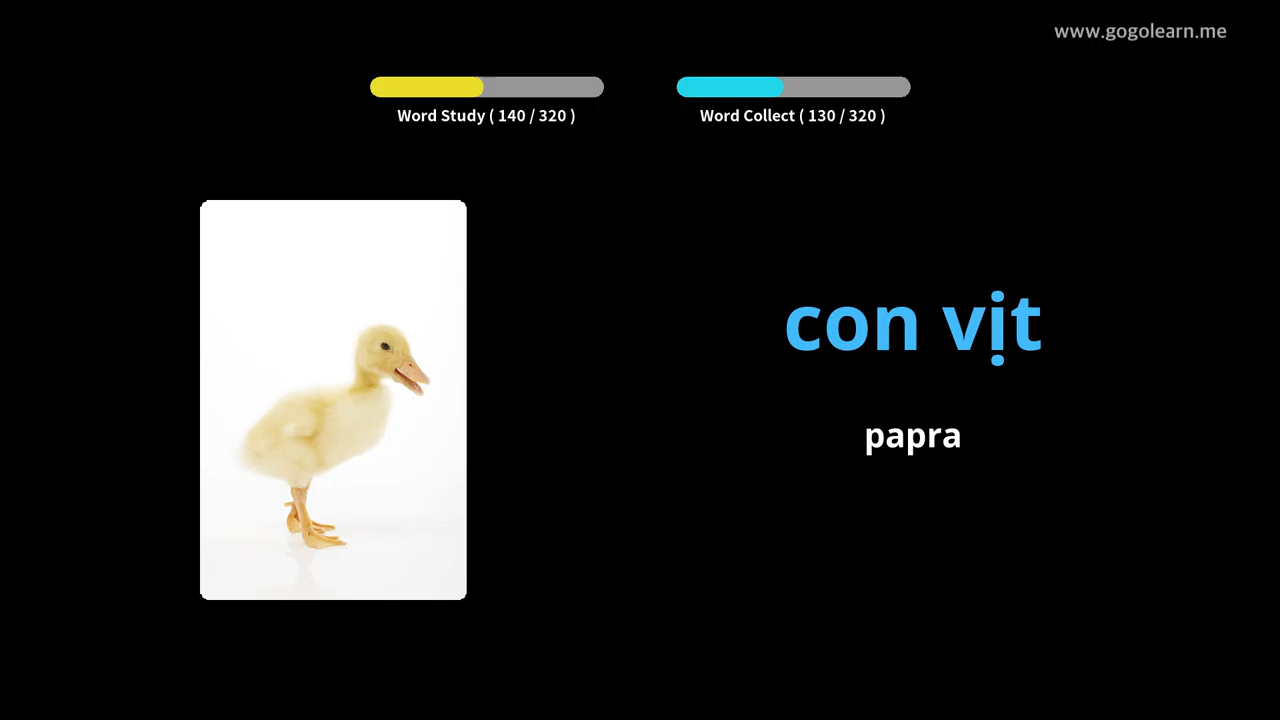 www.gogolearn.me
Word Study ( 140 / 320 )
Word Collect ( 130 / 320 )
con vịt
papra